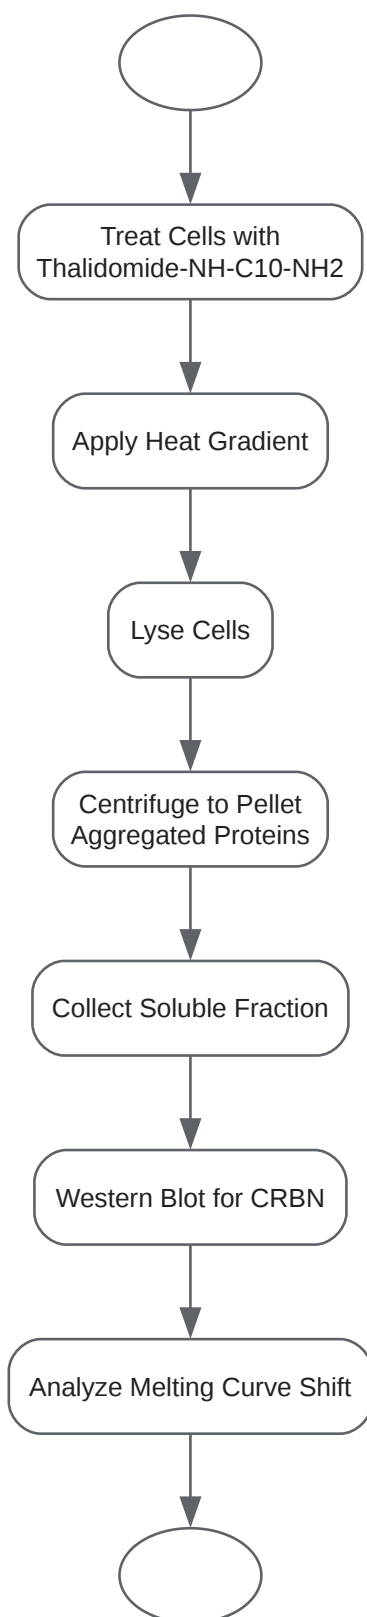 Treat Cells with
Thalidomide-NH-C10-NH2
Apply Heat Gradient
Lyse Cells
Centrifuge to Pellet
Aggregated Proteins
Collect Soluble Fraction
Western Blot for CRBN
Analyze Melting Curve Shift